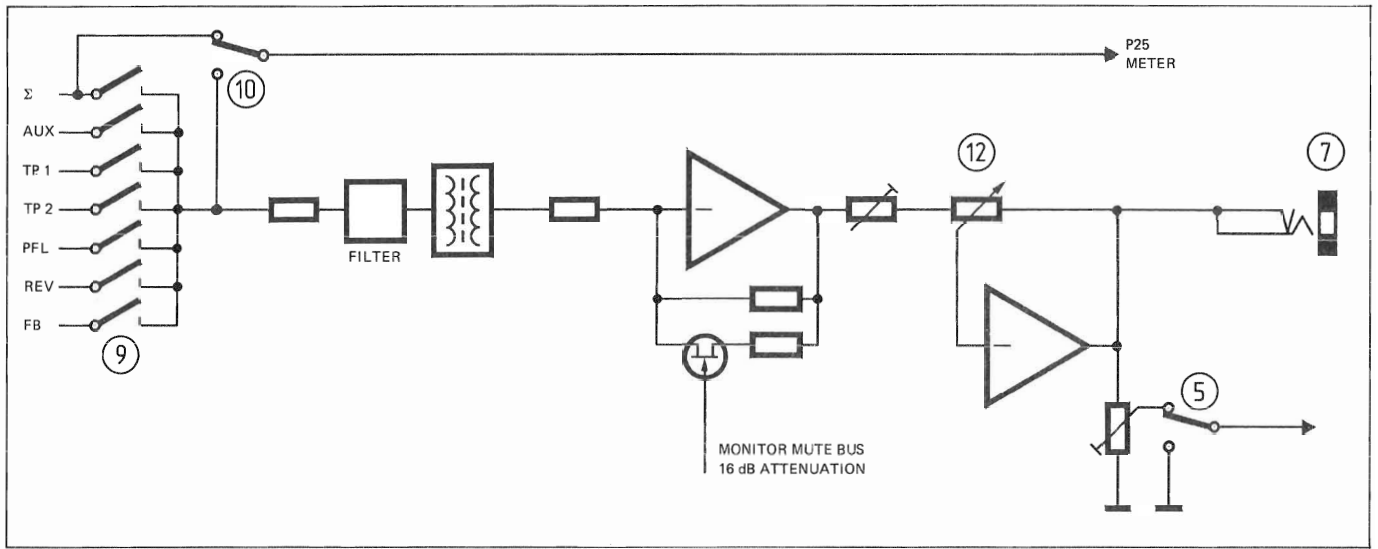 P25
METER
Σ
10
AUX
TP 1
12
7
TP 2
PFL
FILTER
REV
FB
9
5
MONITOR MUTE BUS
16 dB ATTENUATION